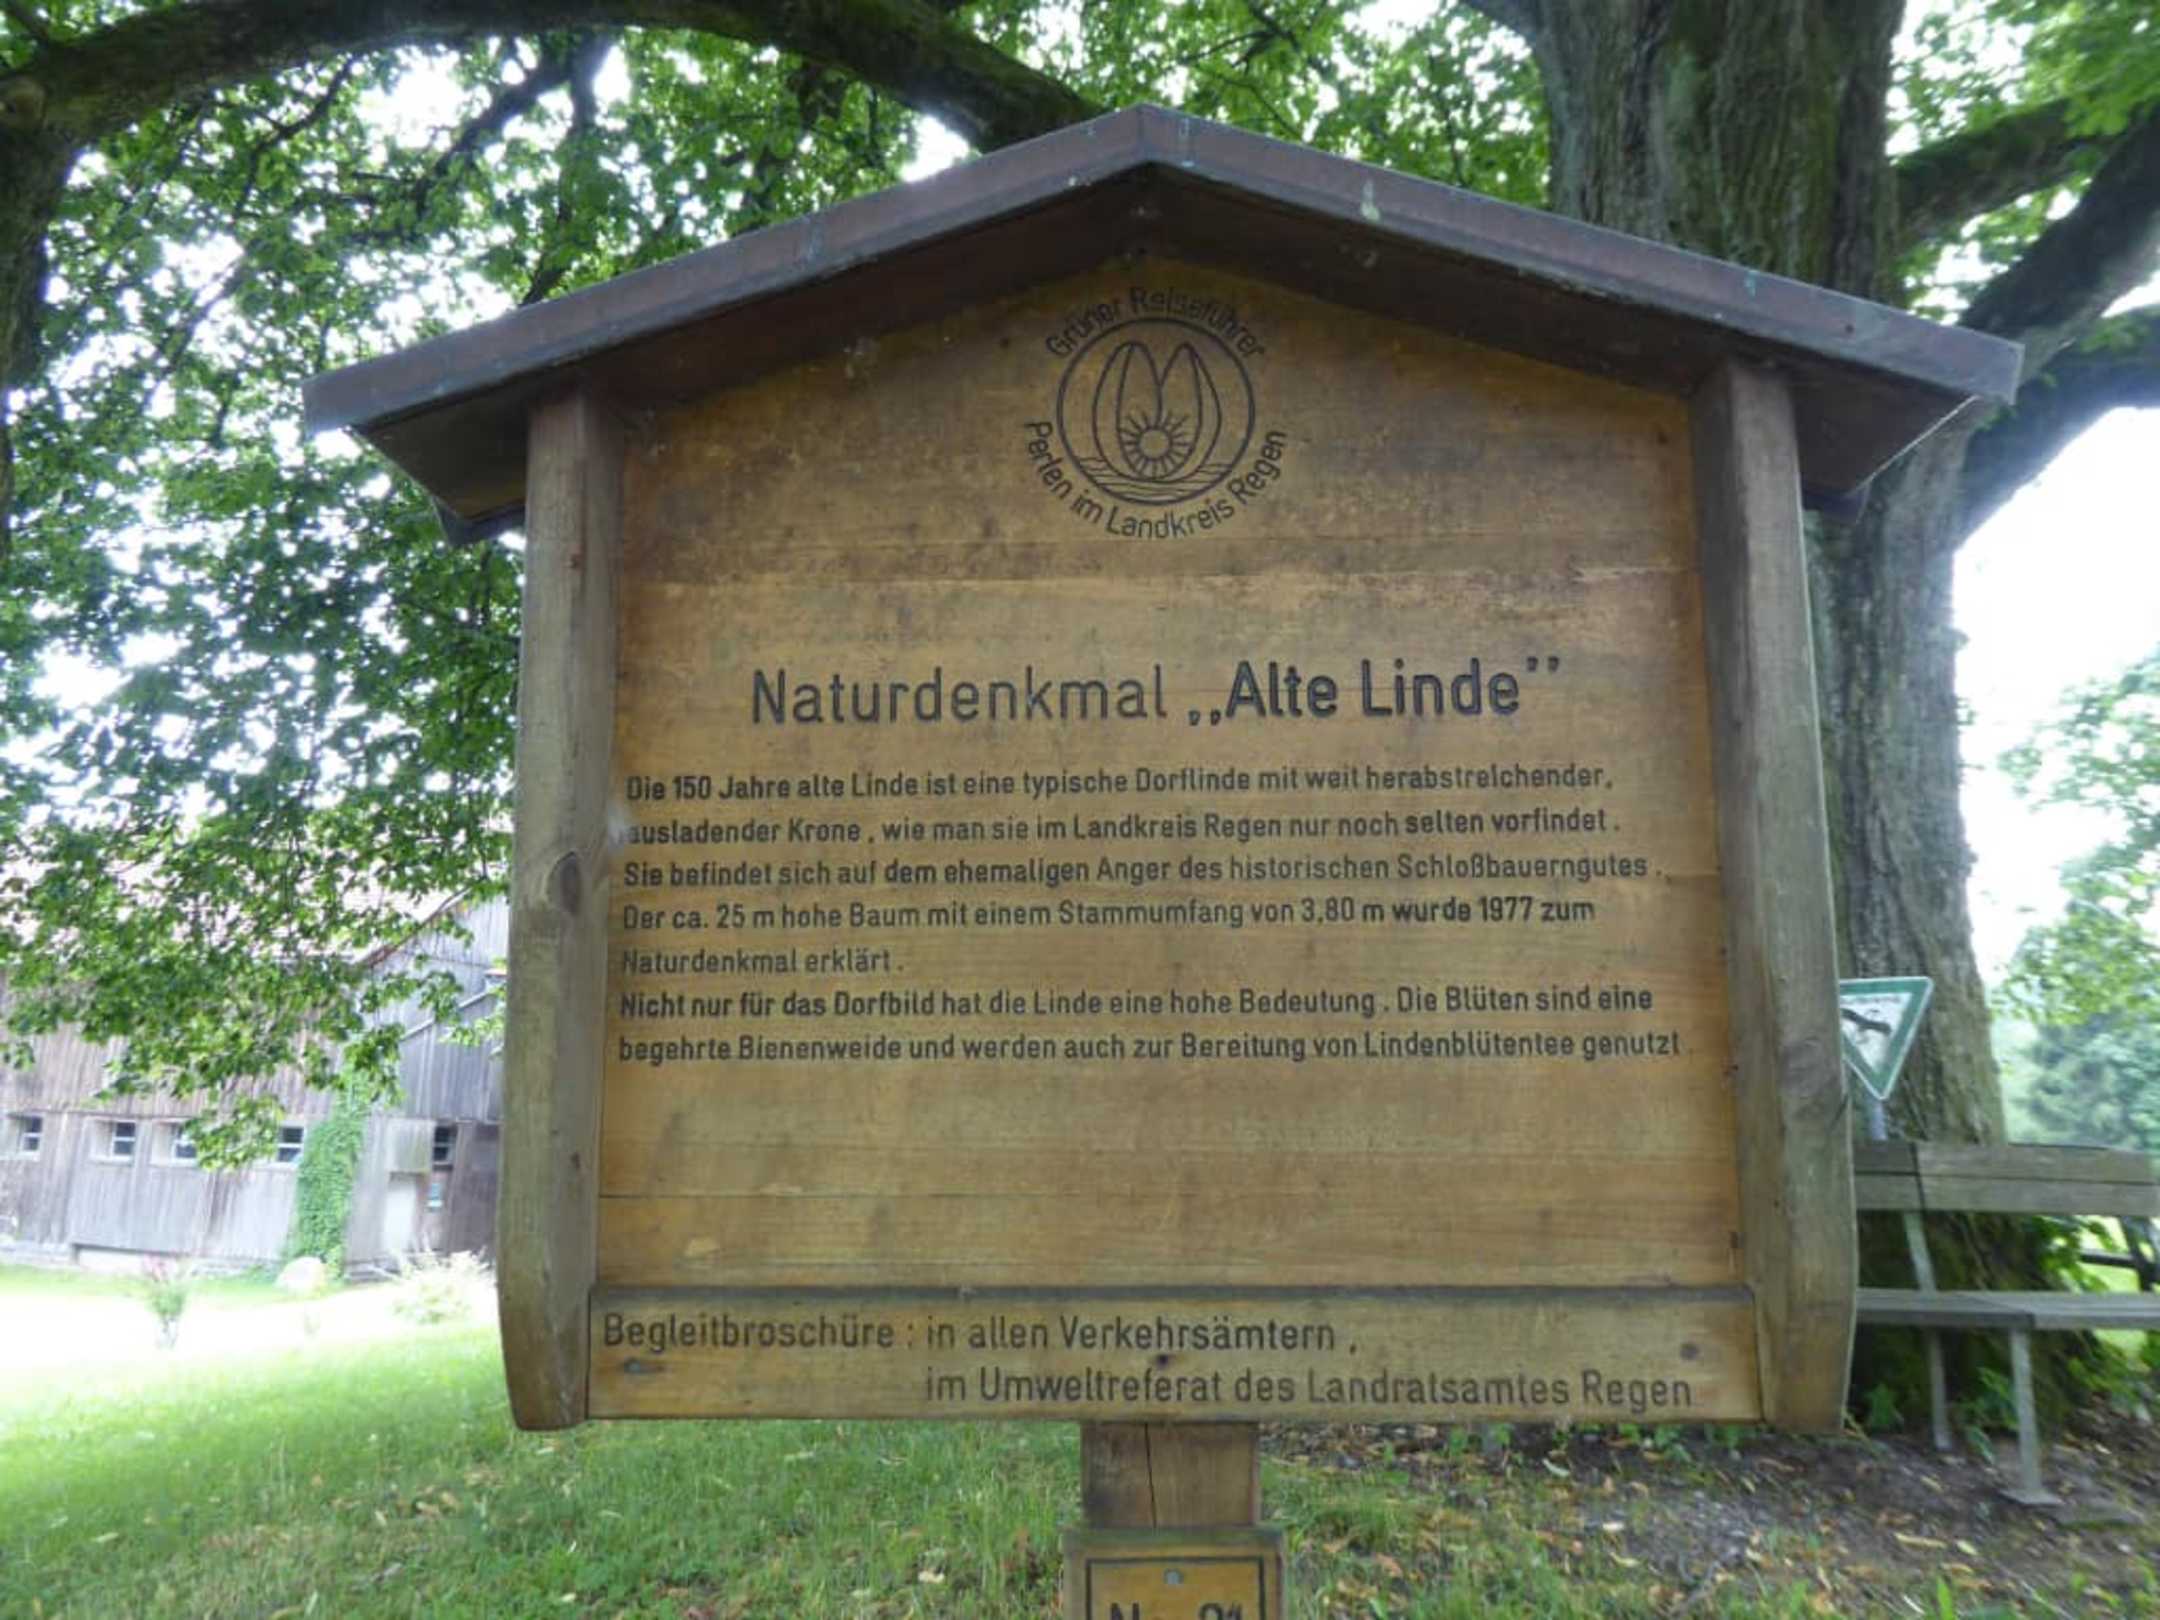 Grüner Reiseführer
Perlen im Landkreis Regen
Naturdenkmal „Alte Linde”
Die 150 Jahre alte Linde ist eine typische Dorflinde mit weit herabstreichender,
ausladender Krone, wie man sie im Landkreis Regen nur noch selten vorfindet.
Sie befindet sich auf dem ehemaligen Anger des historischen Schloßbauerngutes.
Der ca. 25 m hohe Baum mit einem Stammumfang von 3,80 m wurde 1977 zum
Naturdenkmal erklärt.
Nicht nur für das Dorfbild hat die Linde eine hohe Bedeutung. Die Blüten sind eine
begehrte Bienenweide und werden auch zur Bereitung von Lindenblütentee genutzt.
Begleitbroschüre: in allen Verkehrsämtern,
im Umweltreferat des Landratsamtes Regen